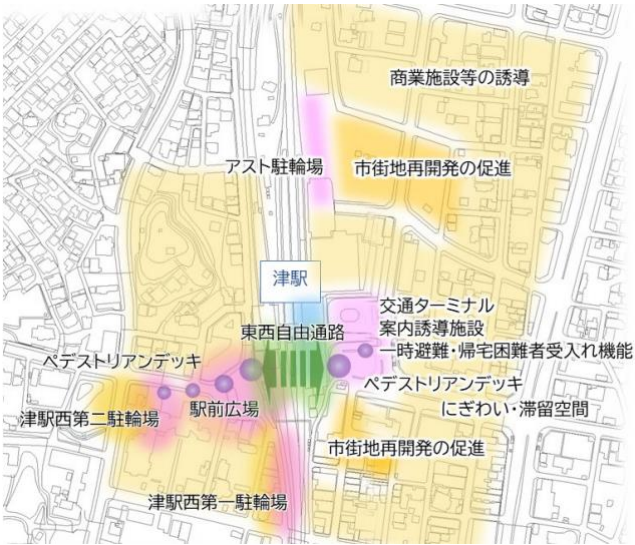 商業施設等の誘導
アスト駐輪場
市街地再開発の促進
津駅
交通ターミナル
案内誘導施設
一時避難・帰宅困難者受入れ機能
東西自由通路
ペデストリアンデッキ
ペデストリアンデッキ
にぎわい・滞留空間
駅前広場
津駅西第二駐輪場
市街地再開発の促進
津駅西第一駐輪場